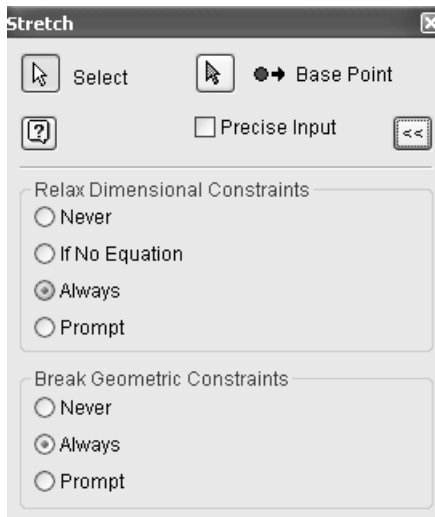 Stretch
Select
Base Point
Precise Input
<<
Relax Dimensional Constraints
Never
If No Equation
Always
Prompt
Break Geometric Constraints
Never
Always
Prompt